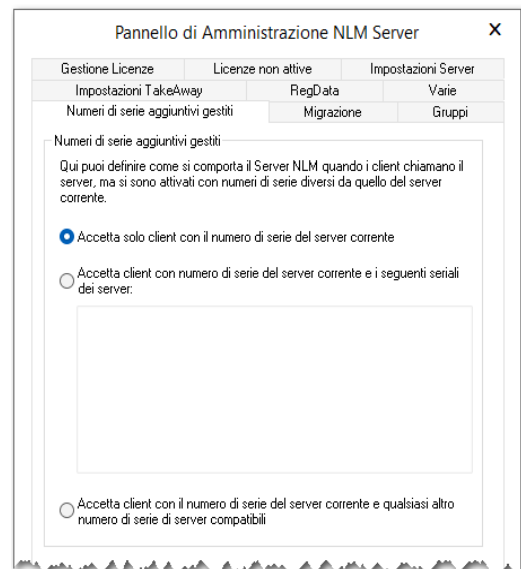 Pannello di Amministrazione NLM Server X
Gestione Licenze Licenze non attive Impostazioni Server
Impostazioni TakeAway RegData Varie
Numeri di serie aggiuntivi gestiti Migrazione Gruppi
Numeri di serie aggiuntivi gestiti
Qui puoi definire come si comporta il Server NLM quando i client chiamano il
server, ma si sono attivati con numeri di serie diversi da quello del server
corrente.
Accetta solo client con il numero di serie del server corrente
Accetta client con numero di serie del server corrente e i seguenti seriali
dei server:
Accetta client con il numero di serie del server corrente e qualsiasi altro
numero di serie di server compatibili